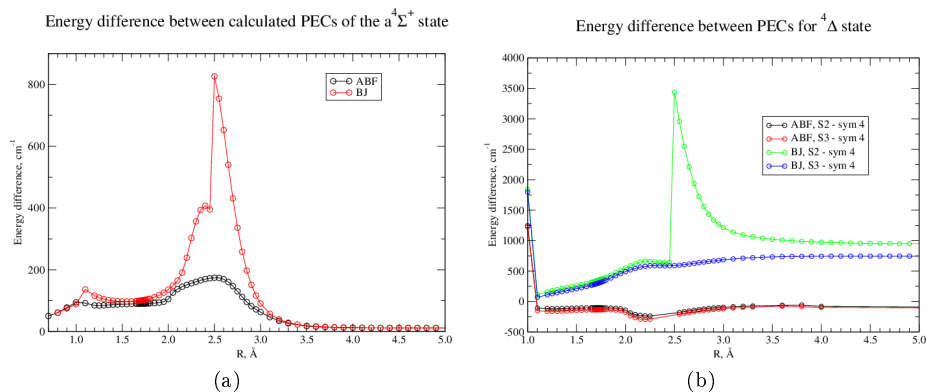 Energy difference between calculated PECs of the a⁴Σ⁺ state
Energy difference, cm⁻¹
800
600
400
200
0
ABF
BJ
1.0 1.5 2.0 2.5 3.0 3.5 4.0 4.5 5.0
R, Å
(a)
Energy difference between PECs for ⁴Δ state
Energy difference, cm⁻¹
4000
3500
3000
2500
2000
1500
1000
500
0
-500
ABF, S2 - sym 4
ABF, S3 - sym 4
BJ, S2 - sym 4
BJ, S3 - sym 4
1.0 1.5 2.0 2.5 3.0 3.5 4.0 4.5 5.0
R, Å
(b)